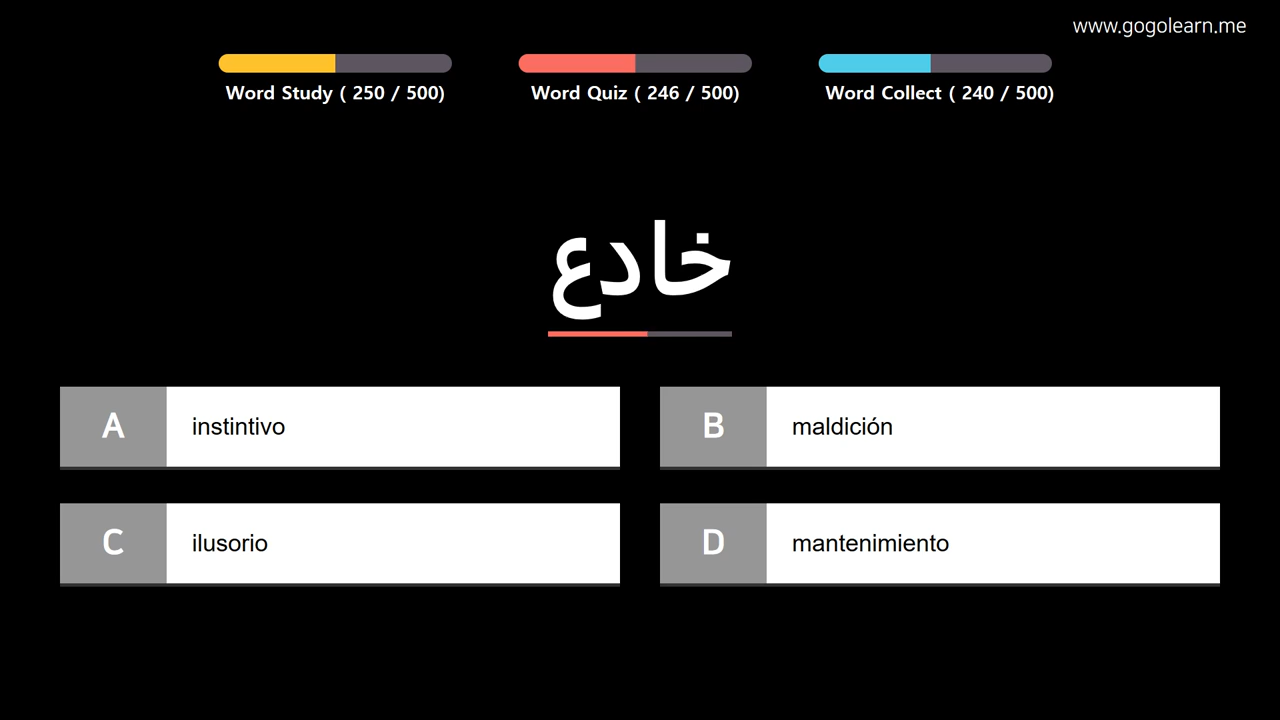 www.gogolearn.me
Word Study ( 250 / 500)
Word Quiz ( 246 / 500)
Word Collect ( 240 / 500)
خادع
A instintivo
B maldición
C ilusorio
D mantenimiento